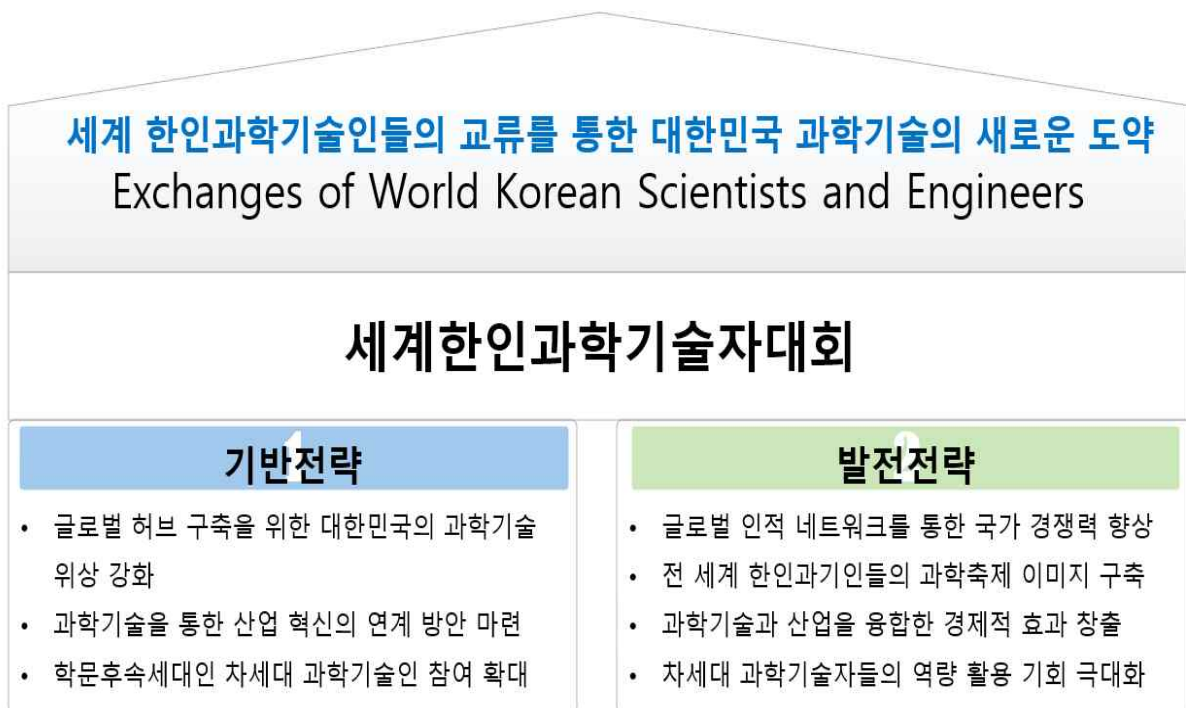 세계 한인과학기술인들의 교류를 통한 대한민국 과학기술의 새로운 도약
Exchanges of World Korean Scientists and Engineers
세계한인과학기술자대회
1
기반전략
• 글로벌 허브 구축을 위한 대한민국의 과학기술
위상 강화
• 과학기술을 통한 산업 혁신의 연계 방안 마련
• 학문후속세대인 차세대 과학기술인 참여 확대
2
발전전략
• 글로벌 인적 네트워크를 통한 국가 경쟁력 향상
• 전 세계 한인과기인들의 과학축제 이미지 구축
• 과학기술과 산업을 융합한 경제적 효과 창출
• 차세대 과학기술자들의 역량 활용 기회 극대화